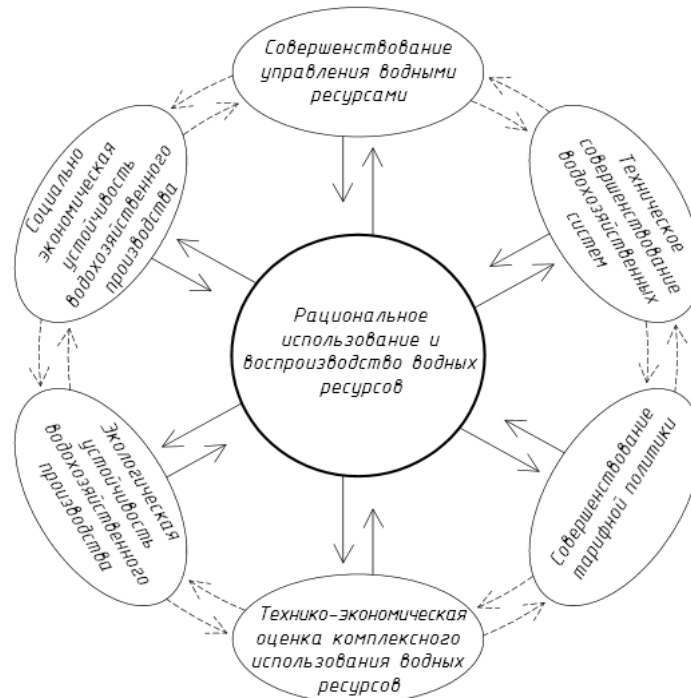 Совершенствование
управления водными
ресурсами
Социально
экономическая
устойчивость
водохозяйственного
производства
Техническое
совершенствование
водохозяйственных
систем
Рациональное
использование и
воспроизводство водных
ресурсов
Экологическая
устойчивость
водохозяйственного
производства
Совершенствование
тарифной политики
Технико-экономическая
оценка комплексного
использования водных
ресурсов